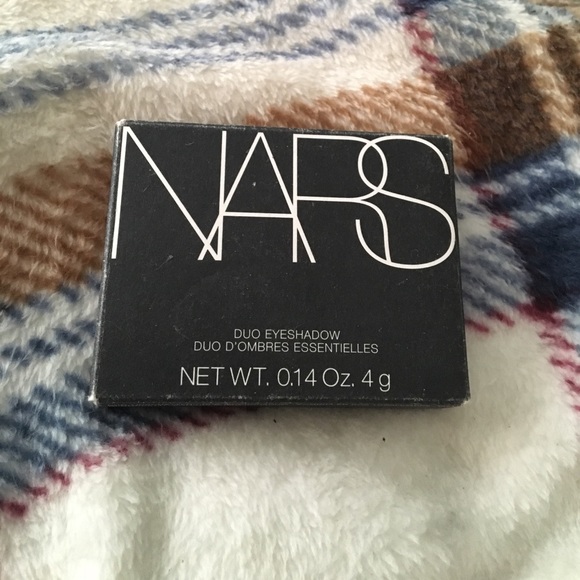 NARS
DUO EYESHADOW
DUO D'OMBRES ESSENTIELLES
NET WT. 0.14 Oz. 4 g